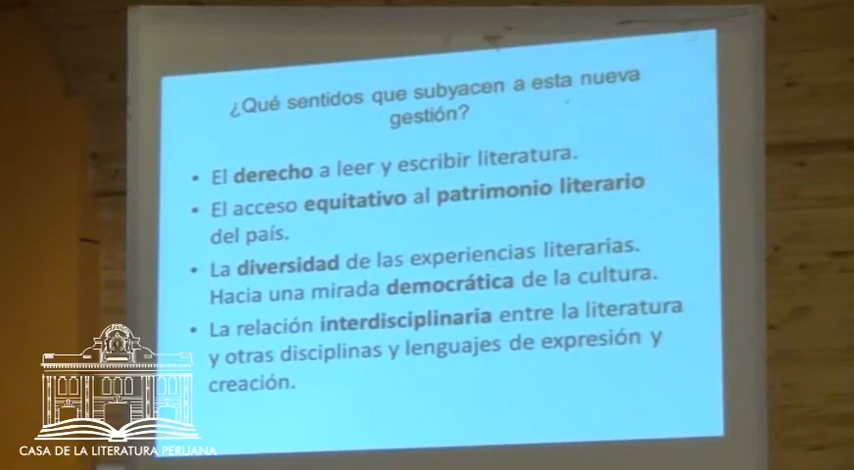 ¿Qué sentidos que subyacen a esta nueva
gestión?
• El derecho a leer y escribir literatura.
• El acceso equitativo al patrimonio literario
del país.
• La diversidad de las experiencias literarias.
Hacia una mirada democrática de la cultura.
• La relación interdisciplinaria entre la literatura
y otras disciplinas y lenguajes de expresión y
creación.
CASA DE LA LITERATURA PERUANA